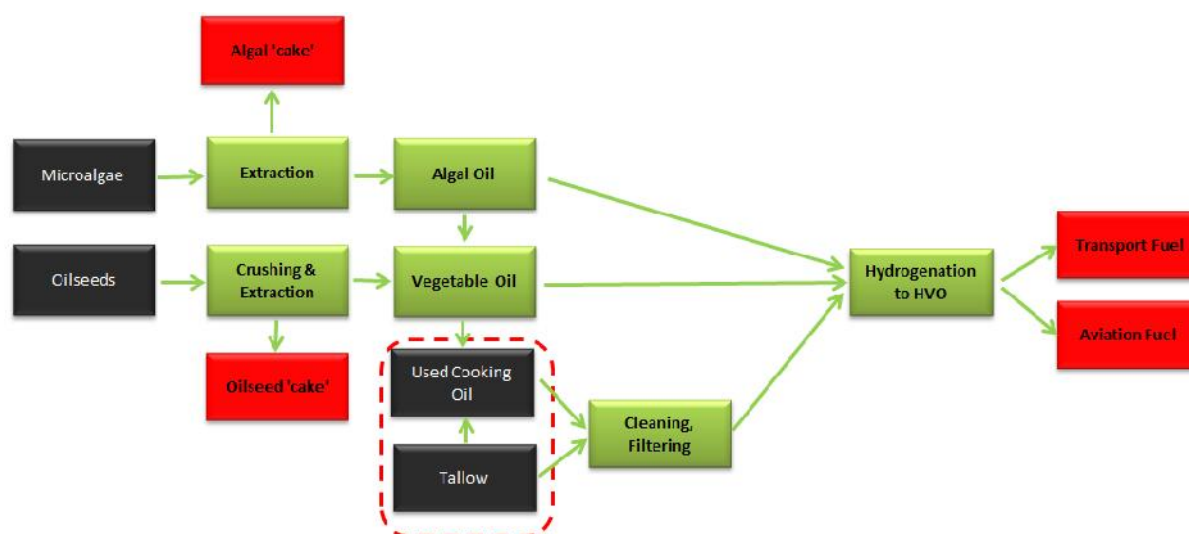 Algal 'cake'
Microalgae
Extraction
Algal Oil
Oilseeds
Crushing &
Extraction
Vegetable Oil
Hydrogenation
to HVO
Transport Fuel
Aviation Fuel
Oilseed 'cake'
Used Cooking
Oil
Cleaning,
Filtering
Tallow